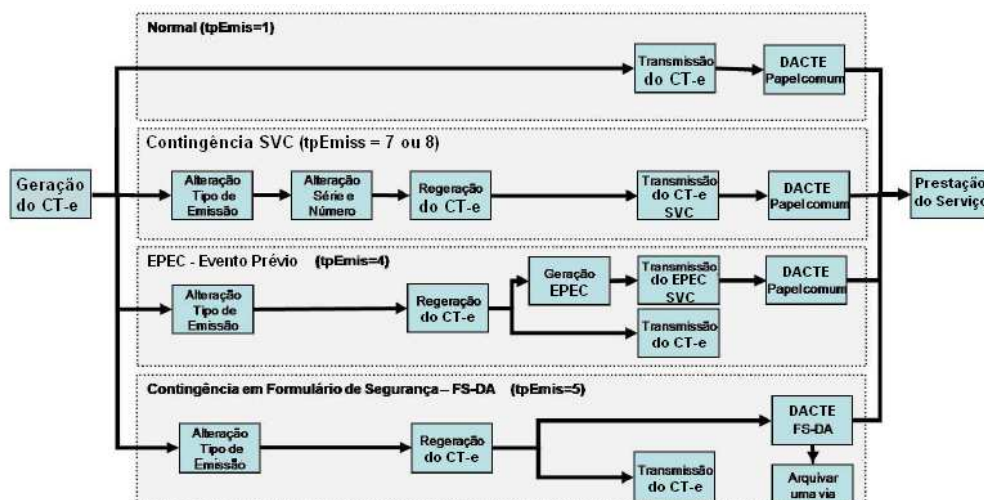 Normal (tpEmis=1)
Transmissão
do CT-e
DACTE
Papel comum
Contingência SVC (tpEmiss = 7 ou 8)
Geração
do CT-e
Alteração
Tipo de
Emissão
Alteração
Série e
Número
Regeração
do CT-e
Transmissão
do CT-e
SVC
DACTE
Papel comum
Prestação
do Serviço
EPEC - Evento Prévio (tpEmis=4)
Alteração
Tipo de
Emissão
Regeração
do CT-e
Geração
EPEC
Transmissão
do EPEC
SVC
DACTE
Papel comum
Transmissão
do CT-e
Contingência em Formulário de Segurança – FS-DA (tpEmis=5)
Alteração
Tipo de
Emissão
Regeração
do CT-e
DACTE
FS-DA
Transmissão
do CT-e
Arquivar
uma via